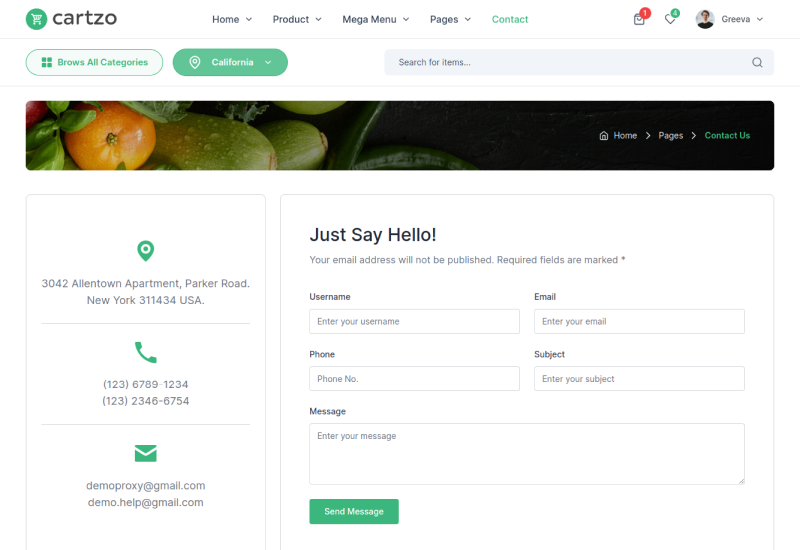 cartzo
Home
Product
Mega Menu
Pages
Contact
1
4
Greeva
Brows All Categories
California
Search for items...
Home
Pages
Contact Us
3042 Allentown Apartment, Parker Road.
New York 311434 USA.
(123) 6789-1234
(123) 2346-6754
demoproxy@gmail.com
demo.help@gmail.com
Just Say Hello!
Your email address will not be published. Required fields are marked *
Username
Email
Enter your username
Enter your email
Phone
Subject
Phone No.
Enter your subject
Message
Enter your message
Send Message